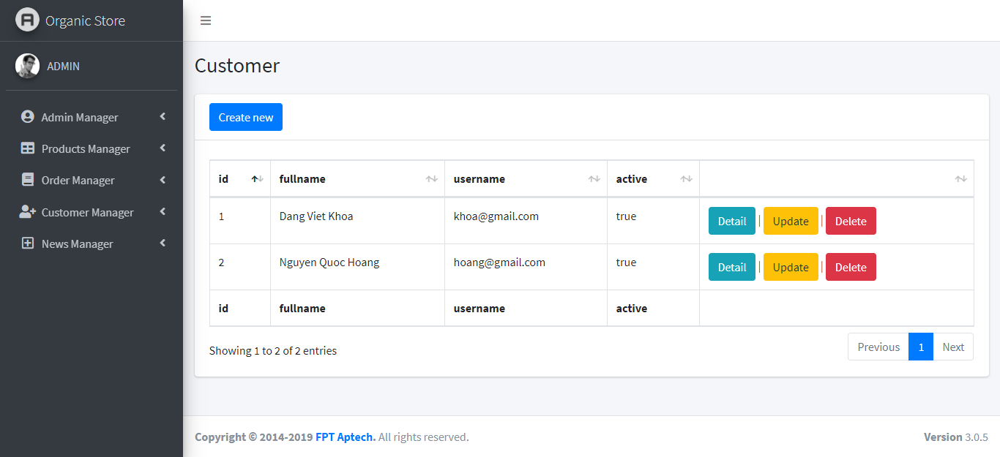 Organic Store
ADMIN
Admin Manager
Products Manager
Order Manager
Customer Manager
News Manager
Customer
Create new
id fullname username active
1 Dang Viet Khoa khoa@gmail.com true Detail | Update | Delete
2 Nguyen Quoc Hoang hoang@gmail.com true Detail | Update | Delete
id fullname username active
Showing 1 to 2 of 2 entries Previous 1 Next
Copyright © 2014-2019 FPT Aptech. All rights reserved. Version 3.0.5